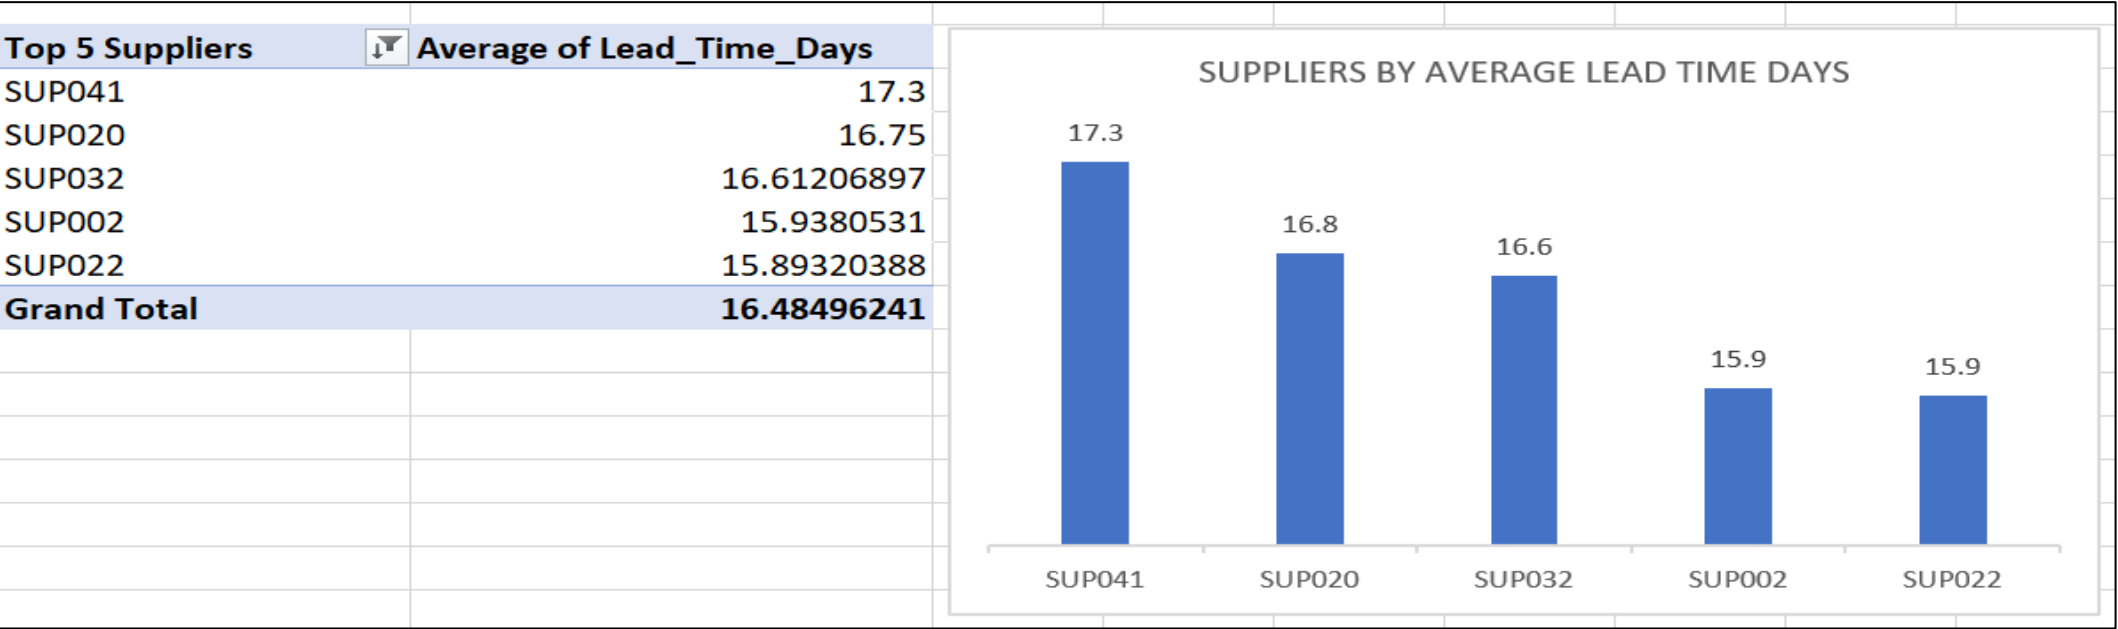 Top 5 Suppliers Average of Lead_Time_Days
SUP041 17.3
SUP020 16.75
SUP032 16.61206897
SUP002 15.9380531
SUP022 15.89320388
Grand Total 16.48496241
SUPPLIERS BY AVERAGE LEAD TIME DAYS
17.3
16.8
16.6
15.9
15.9
SUP041 SUP020 SUP032 SUP002 SUP022